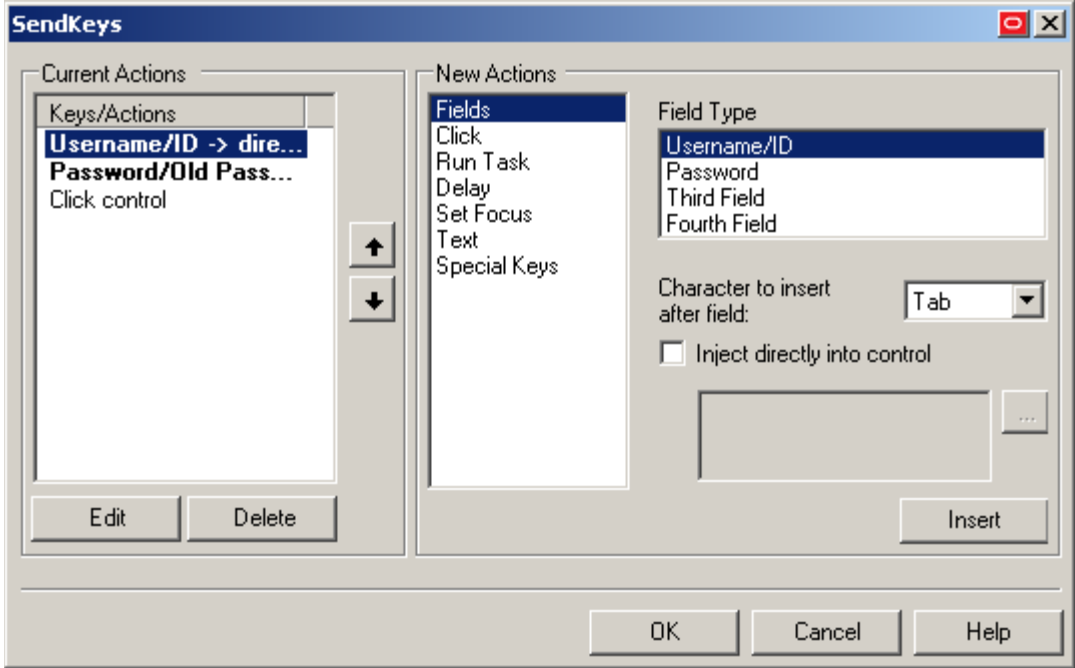 SendKeys
Current Actions
Keys/Actions
Username/ID -> dire...
Password/Old Pass...
Click control
Edit
Delete
New Actions
Fields
Click
Run Task
Delay
Set Focus
Text
Special Keys
Field Type
Username/ID
Password
Third Field
Fourth Field
Character to insert
after field:
Tab
Inject directly into control
...
Insert
OK
Cancel
Help